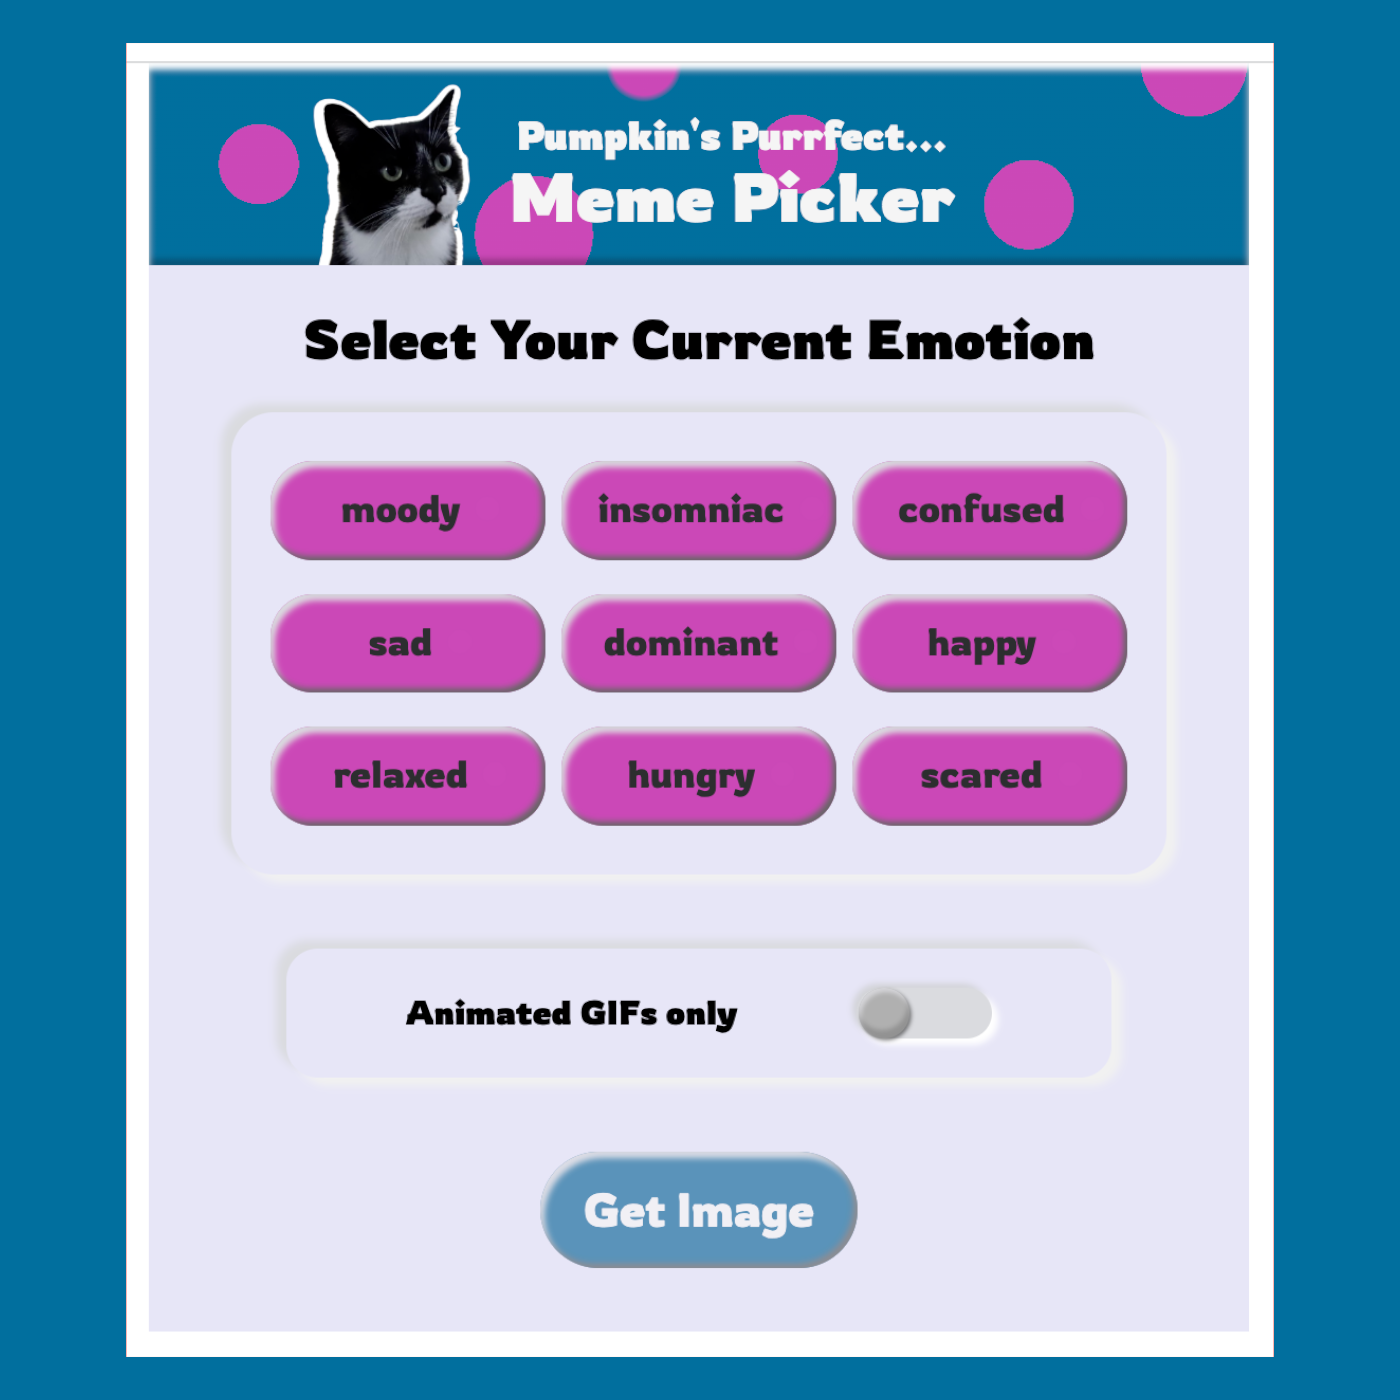 Pumpkin's Purrfect...
Meme Picker
Select Your Current Emotion
moody insomniac confused
sad dominant happy
relaxed hungry scared
Animated GIFs only
Get Image